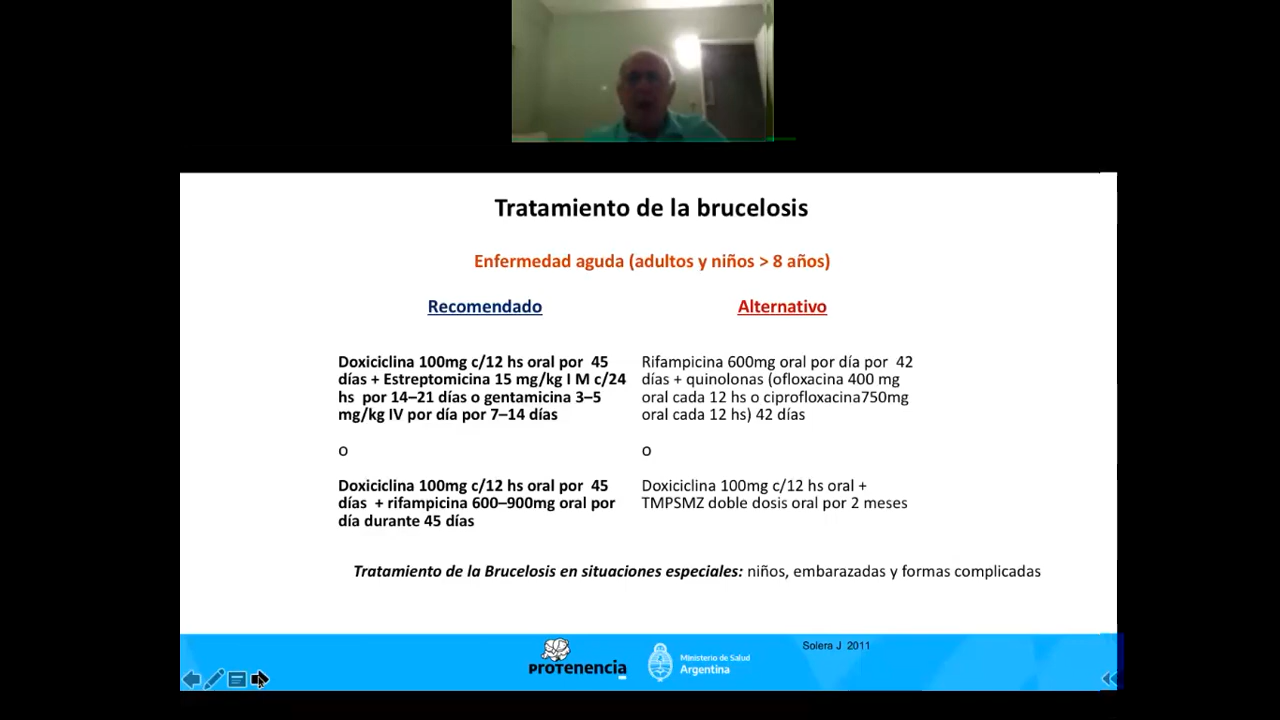 Tratamiento de la brucelosis
Enfermedad aguda (adultos y niños > 8 años)
Recomendado
Alternativo
Doxiciclina 100mg c/12 hs oral por 45
días + Estreptomicina 15 mg/kg I M c/24
hs por 14–21 días o gentamicina 3–5
mg/kg IV por día por 7–14 días
o
Doxiciclina 100mg c/12 hs oral por 45
días + rifampicina 600–900mg oral por
día durante 45 días
Rifampicina 600mg oral por día por 42
días + quinolonas (ofloxacina 400 mg
oral cada 12 hs o ciprofloxacina750mg
oral cada 12 hs) 42 días
o
Doxiciclina 100mg c/12 hs oral +
TMPSMZ doble dosis oral por 2 meses
Tratamiento de la Brucelosis en situaciones especiales: niños, embarazadas y formas complicadas
PROTENENCIA
Ministerio de Salud
Argentina
Solera J 2011